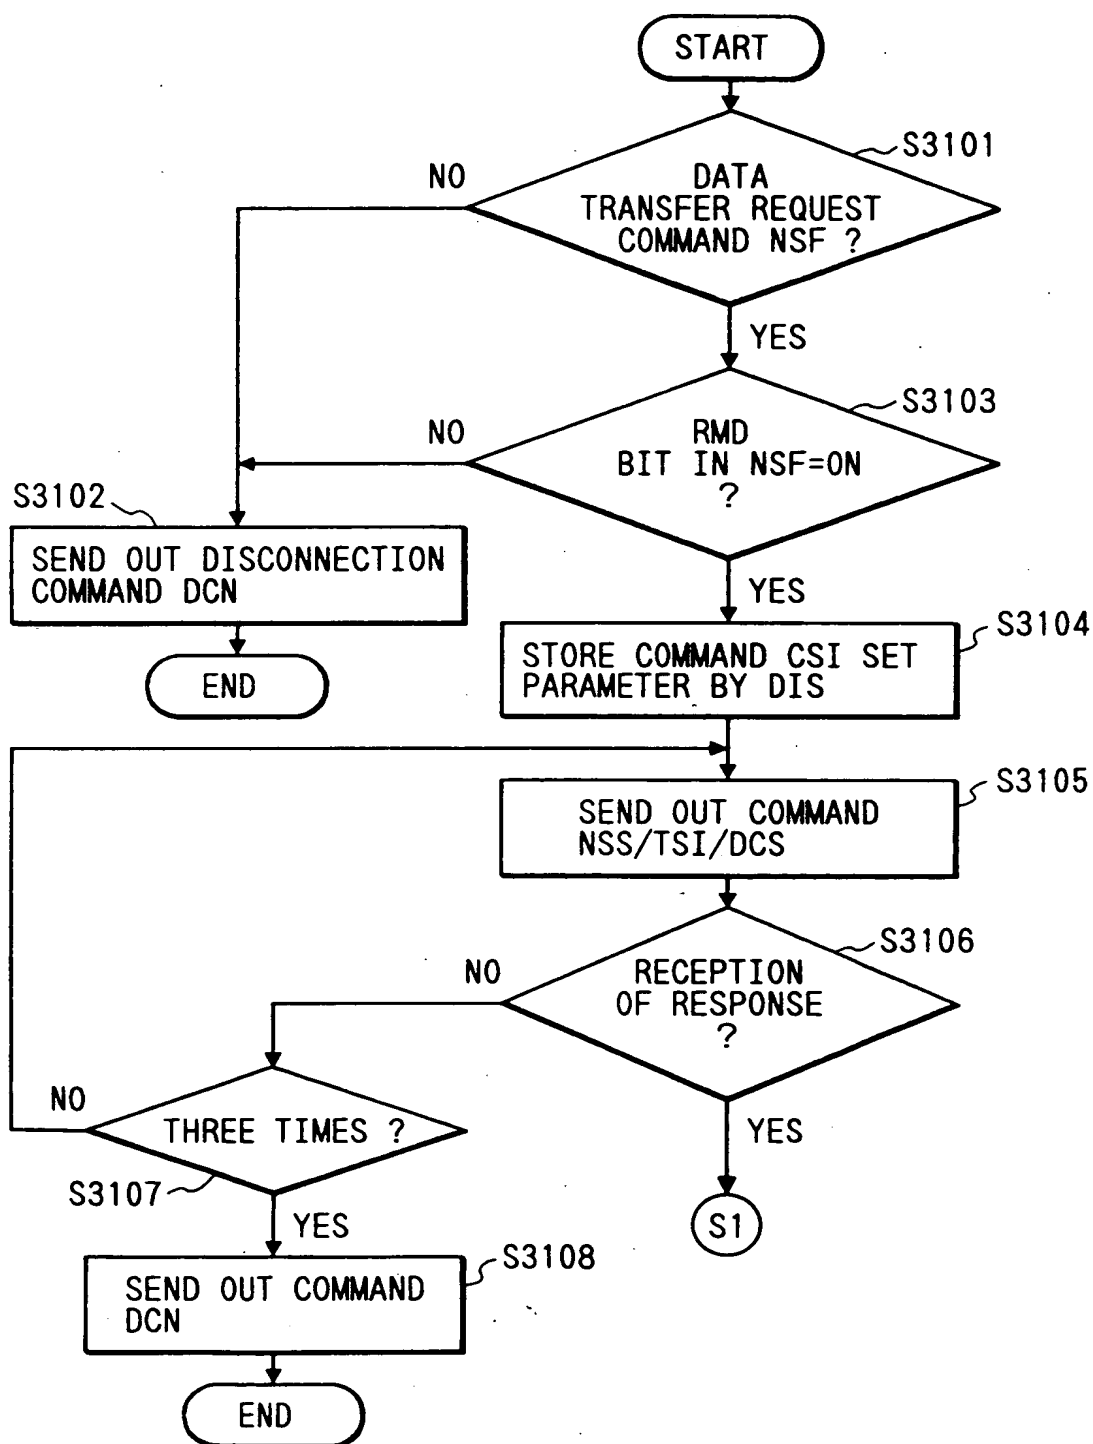 START
S3101
NO
DATA
TRANSFER REQUEST
COMMAND NSF ?
YES
S3103
NO
RMD
BIT IN NSF=ON
?
S3102
SEND OUT DISCONNECTION
COMMAND DCN
YES
END
S3104
STORE COMMAND CSI SET
PARAMETER BY DIS
S3105
SEND OUT COMMAND
NSS/TSI/DCS
S3106
NO
RECEPTION
OF RESPONSE
?
NO
THREE TIMES ?
YES
S3107
S1
YES
S3108
SEND OUT COMMAND
DCN
END